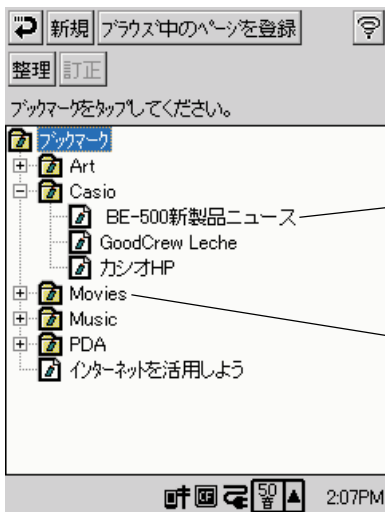 新規 ﾌﾞﾗｳｽﾞ中のﾍﾟｰｼﾞを登録
整理 訂正
ﾌﾞｯｸﾏｰｸをﾀｯﾌﾟしてください。
ﾌﾞｯｸﾏｰｸ
Art
Casio
BE-500新製品ニュース
GoodCrew Leche
カシオHP
Movies
Music
PDA
ｲﾝﾀｰﾈｯﾄを活用しよう
50音 2:07PM